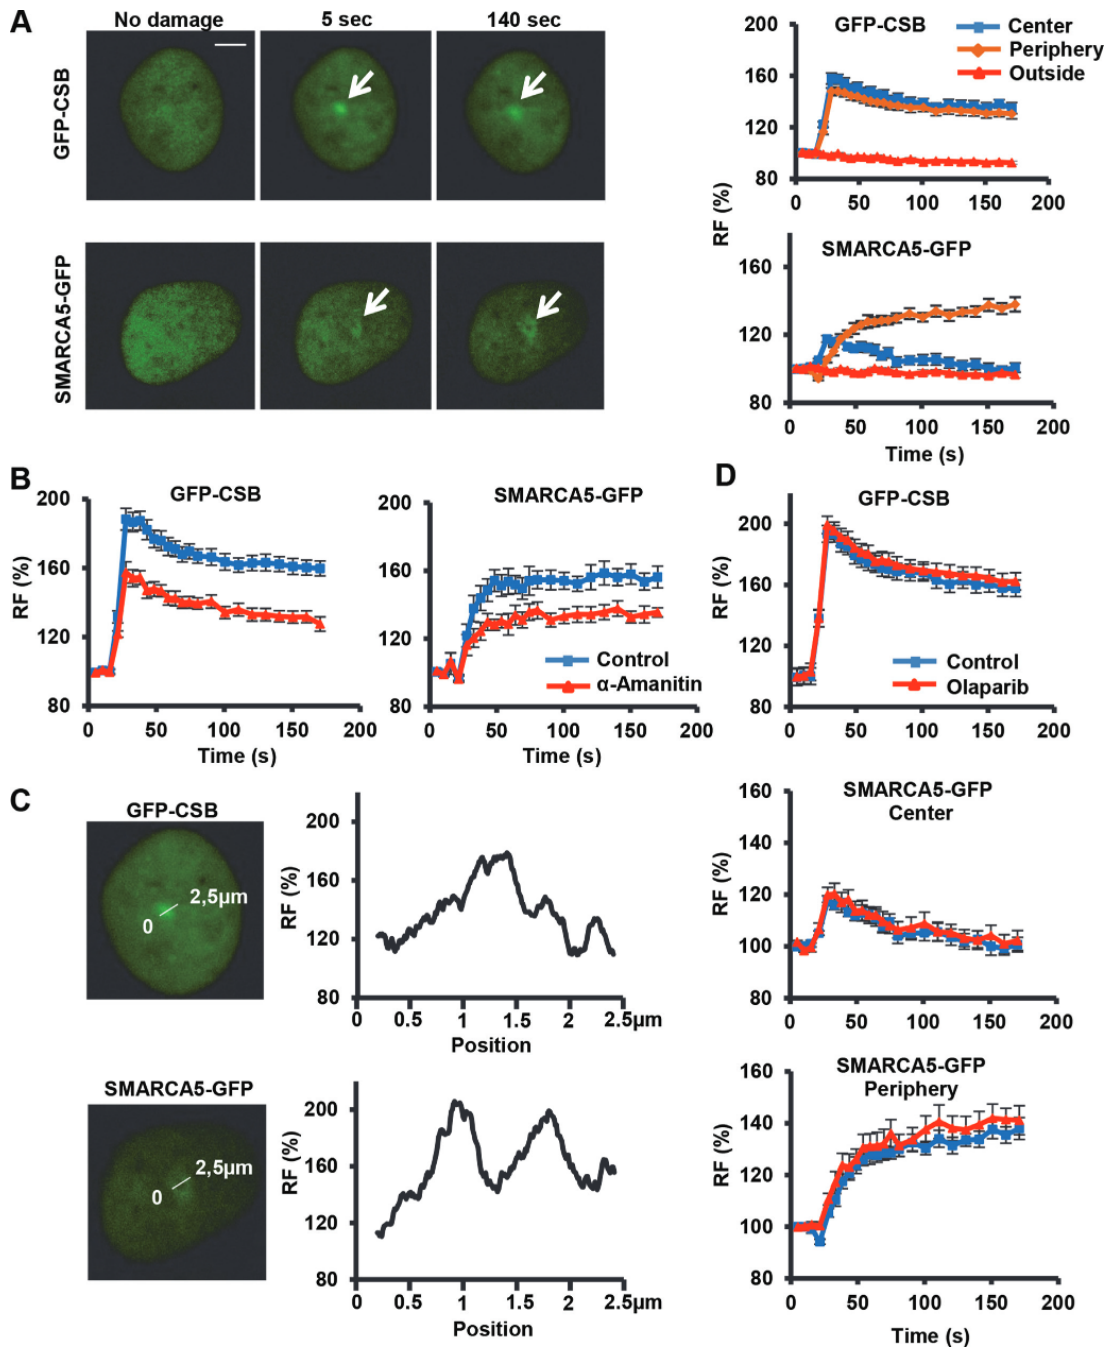 A
No damage
5 sec
140 sec
GFP-CSB
SMARCA5-GFP
GFP-CSB
Center
Periphery
Outside
200
160
120
80
0
50
100
150
200
RF (%)
SMARCA5-GFP
160
120
80
0
50
100
150
200
Time (s)
B
GFP-CSB
200
160
120
80
RF (%)
0
50
100
150
200
Time (s)
SMARCA5-GFP
200
160
120
80
0
50
100
150
200
Time (s)
Control
α-Amanitin
D
GFP-CSB
200
160
120
80
RF (%)
0
50
100
150
200
Control
Olaparib
C
GFP-CSB
0
2,5µm
200
160
120
80
RF (%)
0
0.5
1
1.5
2
2.5µm
Position
SMARCA5-GFP
Center
160
140
120
100
80
RF (%)
0
50
100
150
200
SMARCA5-GFP
0
2,5µm
200
160
120
80
RF (%)
0
0.5
1
1.5
2
2.5µm
Position
SMARCA5-GFP
Periphery
140
140
120
100
80
RF (%)
0
50
100
150
200
Time (s)